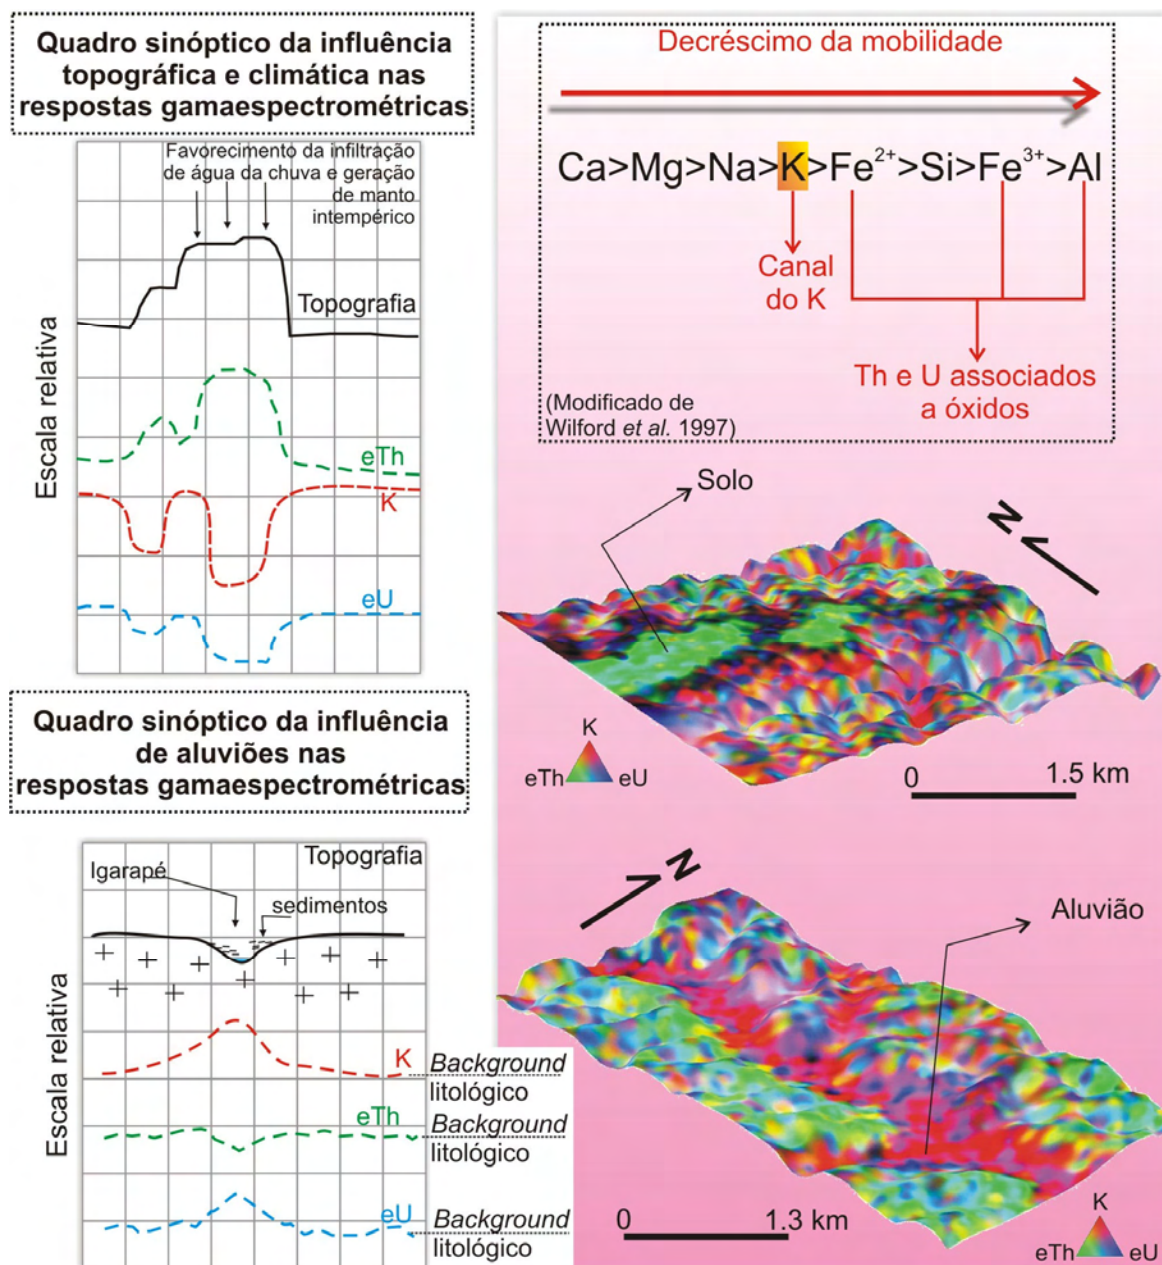 Quadro sinóptico da influência
topográfica e climática nas
respostas gamaespectrométricas
Favorecimento da infiltração
de água da chuva e geração
de manto
intempérico
Topografia
Escala relativa
eTh
K
eU
Decréscimo da mobilidade
Ca>Mg>Na>K>Fe²⁺>Si>Fe³⁺>Al
Canal
do K
Th e U associados
a óxidos
(Modificado de
Wilford et al. 1997)
Solo
N
K
eTh eU
0 1.5 km
Quadro sinóptico da influência
de aluviões nas
respostas gamaespectrométricas
Topografia
Igarapé
sedimentos
Escala relativa
K
Background
litológico
eTh
Background
litológico
eU
Background
litológico
N
Aluvião
0 1.3 km
K
eTh eU